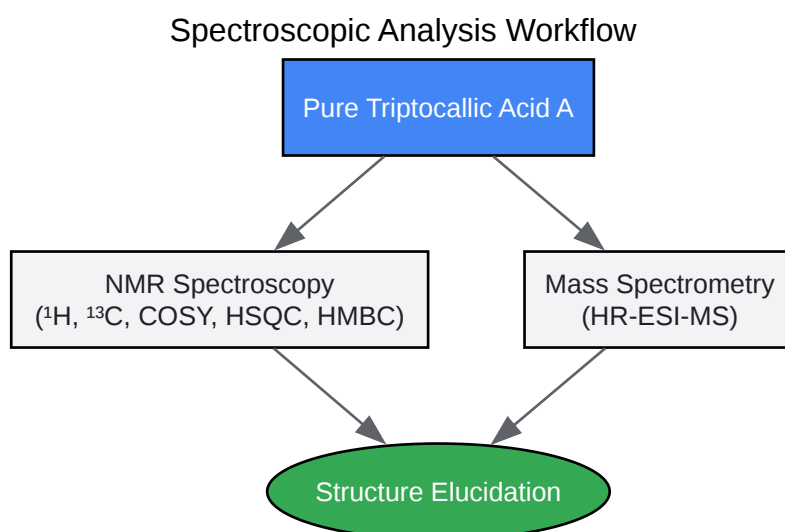 Spectroscopic Analysis Workflow
Pure Triptocallic Acid A
NMR Spectroscopy
(¹H, ¹³C, COSY, HSQC, HMBC)
Mass Spectrometry
(HR-ESI-MS)
Structure Elucidation